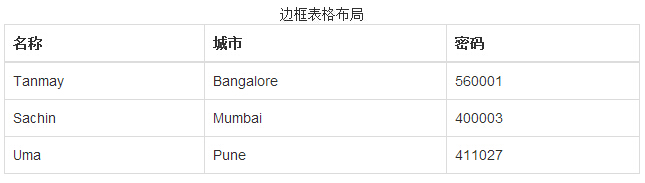 边框表格布局
名称 城市 密码
Tanmay Bangalore 560001
Sachin Mumbai 400003
Uma Pune 411027